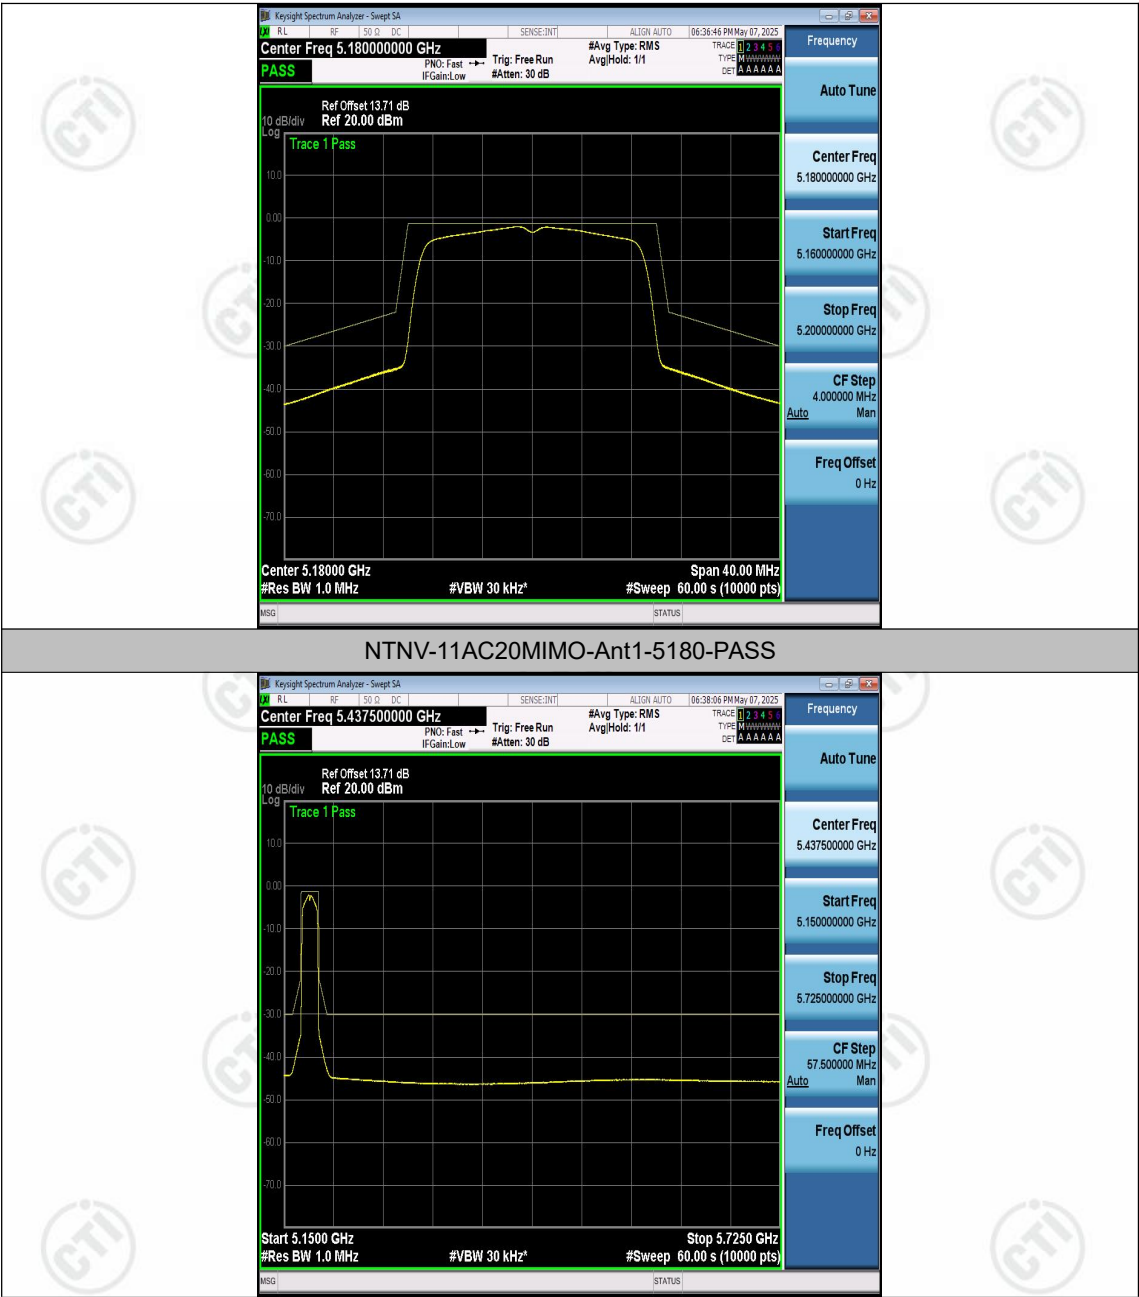 Keysight Spectrum Analyzer - Swept SA
RL RF 50 Ω DC SENSE:INT ALIGN AUTO 06:36:46 PM May 07, 2025
Center Freq 5.180000000 GHz
PASS
PNO: Fast
IFGain:Low
Trig: Free Run
#Atten: 30 dB
#Avg Type: RMS
Avg|Hold: 1/1
TRACE 1 2 3 4 5 6
TYPE M WWWWW
DET A A A A A A
Frequency
Auto Tune
Center Freq
5.180000000 GHz
Start Freq
5.160000000 GHz
Stop Freq
5.200000000 GHz
CF Step
4.000000 MHz
Auto Man
Freq Offset
0 Hz
Ref Offset 13.71 dB
10 dB/div Ref 20.00 dBm
Log
Trace 1 Pass
10.0
0.00
-10.0
-20.0
-30.0
-40.0
-50.0
-60.0
-70.0
Center 5.18000 GHz Span 40.00 MHz
#Res BW 1.0 MHz #VBW 30 kHz* #Sweep 60.00 s (10000 pts)
MSG STATUS
NTNV-11AC20MIMO-Ant1-5180-PASS
Keysight Spectrum Analyzer - Swept SA
RL RF 50 Ω DC SENSE:INT ALIGN AUTO 06:38:06 PM May 07, 2025
Center Freq 5.437500000 GHz
PASS
PNO: Fast
IFGain:Low
Trig: Free Run
#Atten: 30 dB
#Avg Type: RMS
Avg|Hold: 1/1
TRACE 1 2 3 4 5 6
TYPE M WWWWW
DET A A A A A A
Frequency
Auto Tune
Center Freq
5.437500000 GHz
Start Freq
5.150000000 GHz
Stop Freq
5.725000000 GHz
CF Step
57.500000 MHz
Auto Man
Freq Offset
0 Hz
Ref Offset 13.71 dB
10 dB/div Ref 20.00 dBm
Log
Trace 1 Pass
10.0
0.00
-10.0
-20.0
-30.0
-40.0
-50.0
-60.0
-70.0
Start 5.1500 GHz Stop 5.7250 GHz
#Res BW 1.0 MHz #VBW 30 kHz* #Sweep 60.00 s (10000 pts)
MSG STATUS
CTI
CTI
CTI
CTI
CTI
CTI
CTI
CTI
CTI
CTI